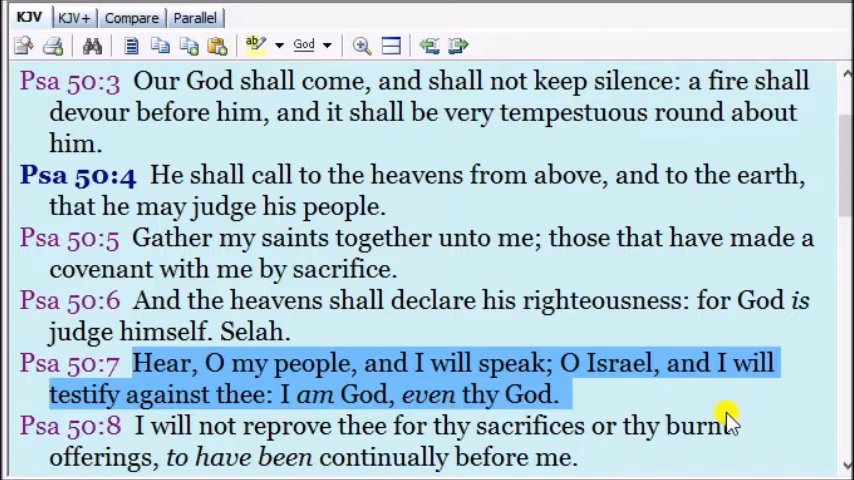 KJV KJV+ Compare Parallel
God
Psa 50:3 Our God shall come, and shall not keep silence: a fire shall
devour before him, and it shall be very tempestuous round about
him.
Psa 50:4 He shall call to the heavens from above, and to the earth,
that he may judge his people.
Psa 50:5 Gather my saints together unto me; those that have made a
covenant with me by sacrifice.
Psa 50:6 And the heavens shall declare his righteousness: for God is
judge himself. Selah.
Psa 50:7 Hear, O my people, and I will speak; O Israel, and I will
testify against thee: I am God, even thy God.
Psa 50:8 I will not reprove thee for thy sacrifices or thy burnt
offerings, to have been continually before me.